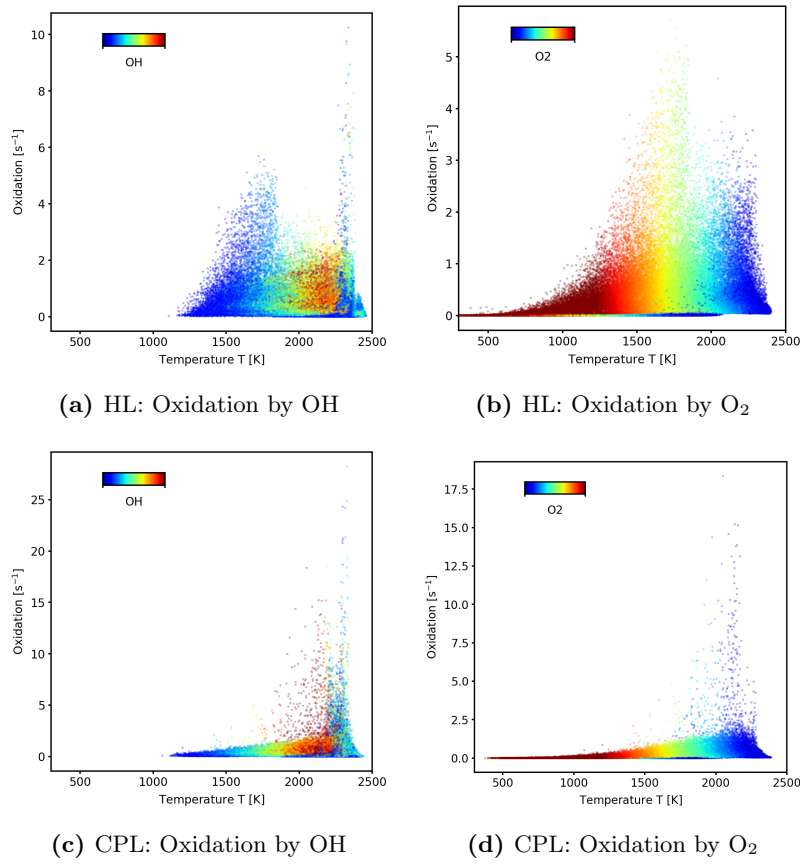 10
8
6
4
2
0
Oxidation [s⁻¹]
OH
500 1000 1500 2000 2500
Temperature T [K]
(a) HL: Oxidation by OH
5
4
3
2
1
0
Oxidation [s⁻¹]
O2
500 1000 1500 2000 2500
Temperature T [K]
(b) HL: Oxidation by O₂
25
20
15
10
5
0
Oxidation [s⁻¹]
OH
500 1000 1500 2000 2500
Temperature T [K]
(c) CPL: Oxidation by OH
17.5
15.0
12.5
10.0
7.5
5.0
2.5
0.0
Oxidation [s⁻¹]
O2
500 1000 1500 2000 2500
Temperature T [K]
(d) CPL: Oxidation by O₂